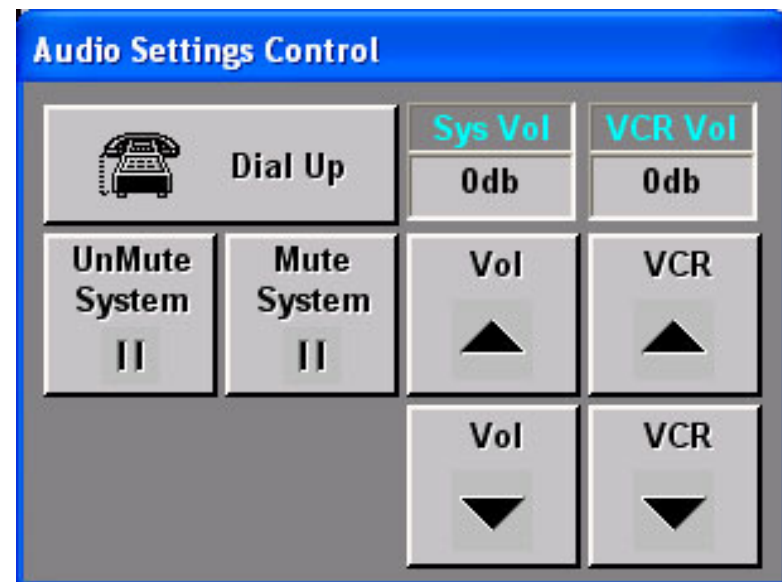 Audio Settings Control
Dial Up
Sys Vol
VCR Vol
0db
0db
UnMute
System
Mute
System
Vol
VCR
Vol
VCR